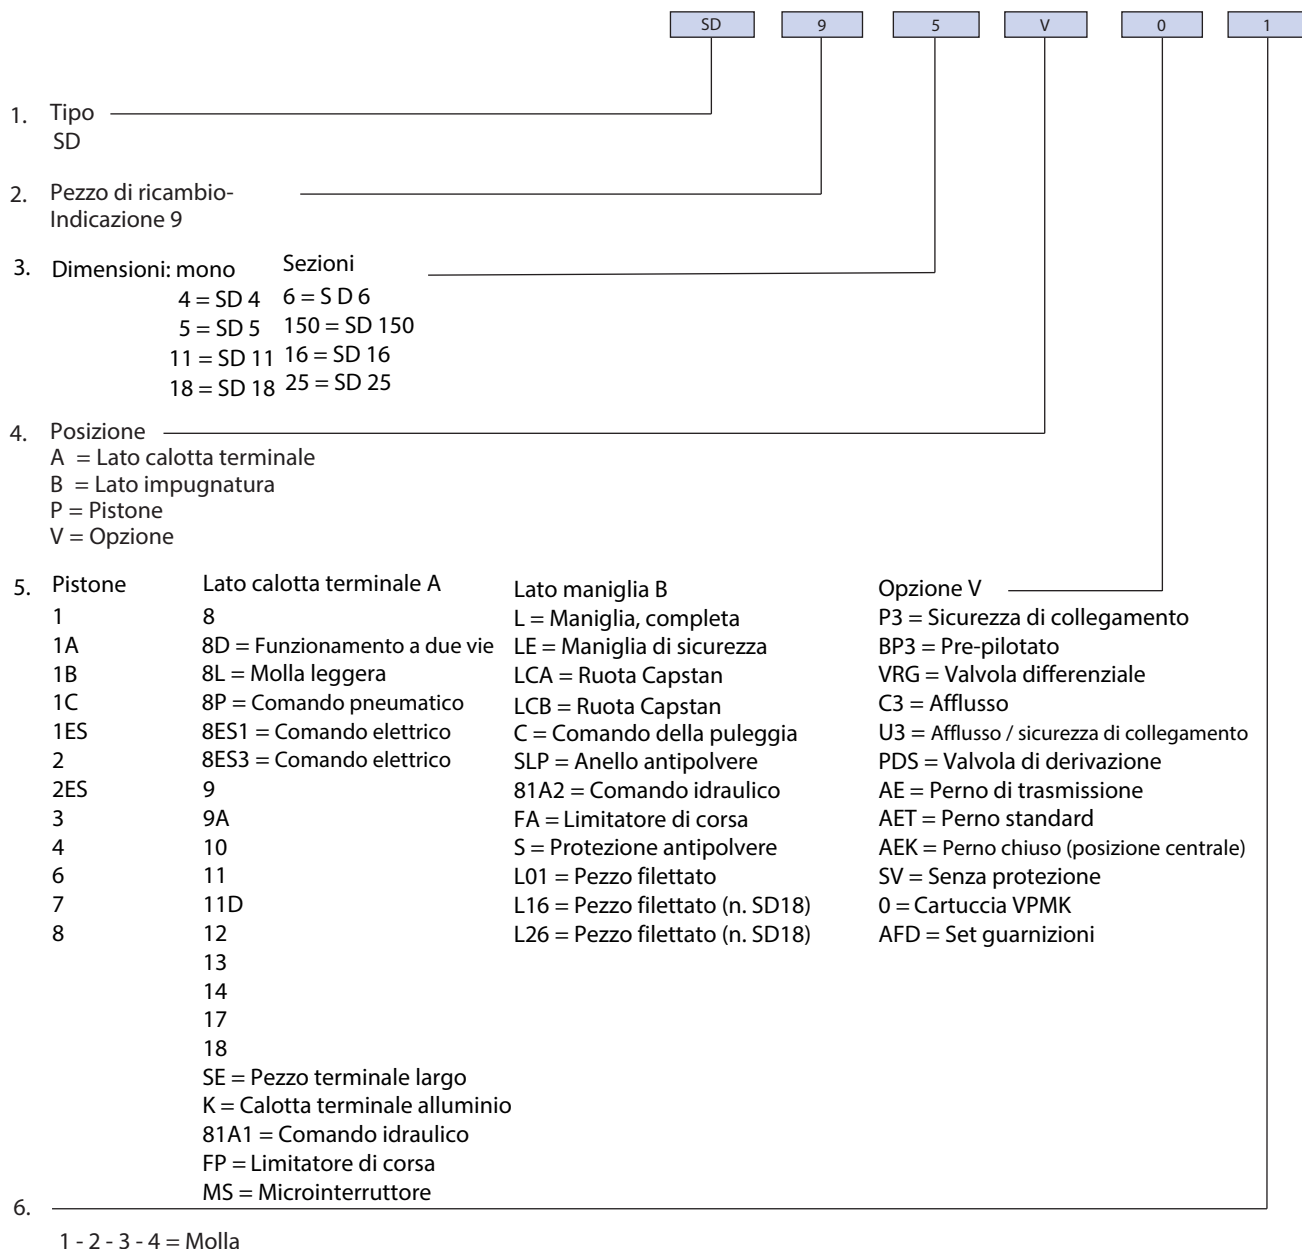 SD 9 5 V 0 1
1. Tipo
SD
2. Pezzo di ricambio-
Indicazione 9
3. Dimensioni: mono Sezioni
4 = SD 4 6 = S D 6
5 = SD 5 150 = SD 150
11 = SD 11 16 = SD 16
18 = SD 18 25 = SD 25
4. Posizione
A = Lato calotta terminale
B = Lato impugnatura
P = Pistone
V = Opzione
5. Pistone Lato calotta terminale A Lato maniglia B Opzione V
1 8 L = Maniglia, completa P3 = Sicurezza di collegamento
1A 8D = Funzionamento a due vie LE = Maniglia di sicurezza BP3 = Pre-pilotato
1B 8L = Molla leggera LCA = Ruota Capstan VRG = Valvola differenziale
1C 8P = Comando pneumatico LCB = Ruota Capstan C3 = Afflusso
1ES 8ES1 = Comando elettrico C = Comando della puleggia U3 = Afflusso / sicurezza di collegamento
2 8ES3 = Comando elettrico SLP = Anello antipolvere PDS = Valvola di derivazione
2ES 9 81A2 = Comando idraulico AE = Perno di trasmissione
3 9A FA = Limitatore di corsa AET = Perno standard
4 10 S = Protezione antipolvere AEK = Perno chiuso (posizione centrale)
6 11 L01 = Pezzo filettato SV = Senza protezione
7 11D L16 = Pezzo filettato (n. SD18) 0 = Cartuccia VPMK
8 12 L26 = Pezzo filettato (n. SD18) AFD = Set guarnizioni
13
14
17
18
SE = Pezzo terminale largo
K = Calotta terminale alluminio
81A1 = Comando idraulico
FP = Limitatore di corsa
MS = Microinterruttore
6.
1 - 2 - 3 - 4 = Molla